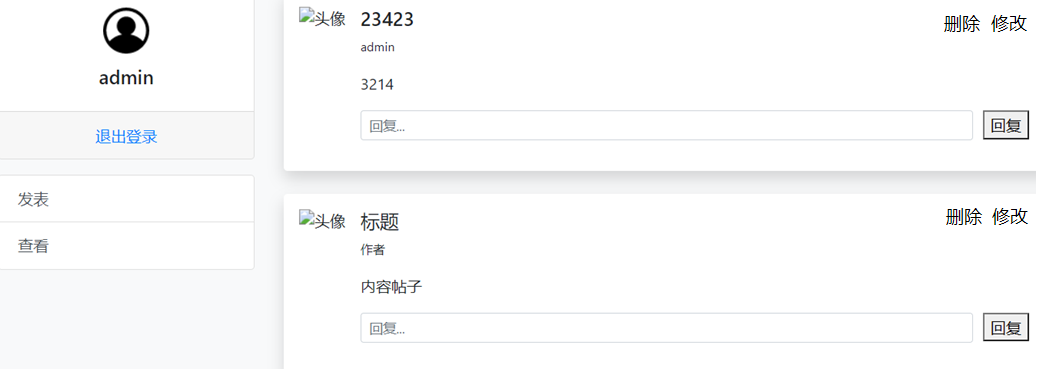 admin
退出登录
发表
查看
头像 23423 删除 修改
admin
3214
回复... 回复
头像 标题 删除 修改
作者
内容帖子
回复... 回复